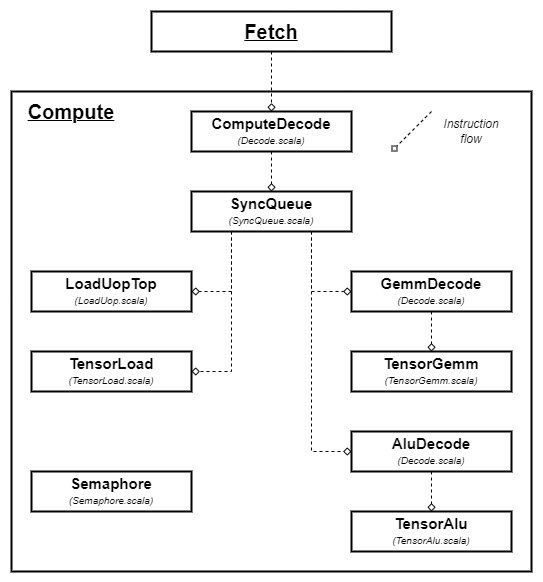 Fetch
Compute
ComputeDecode
(Decode.scala)
Instruction
flow
SyncQueue
(SyncQueue.scala)
LoadUopTop
(LoadUop.scala)
GemmDecode
(Decode.scala)
TensorLoad
(TensorLoad.scala)
TensorGemm
(TensorGemm.scala)
AluDecode
(Decode.scala)
Semaphore
(Semaphore.scala)
TensorAlu
(TensorAlu.scala)